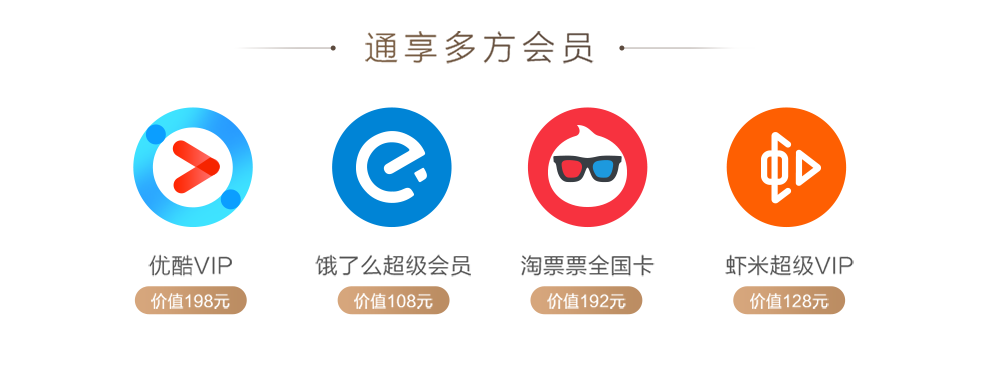 通享多方会员
优酷VIP
饿了么超级会员
淘票票全国卡
虾米超级VIP
价值198元
价值108元
价值192元
价值128元